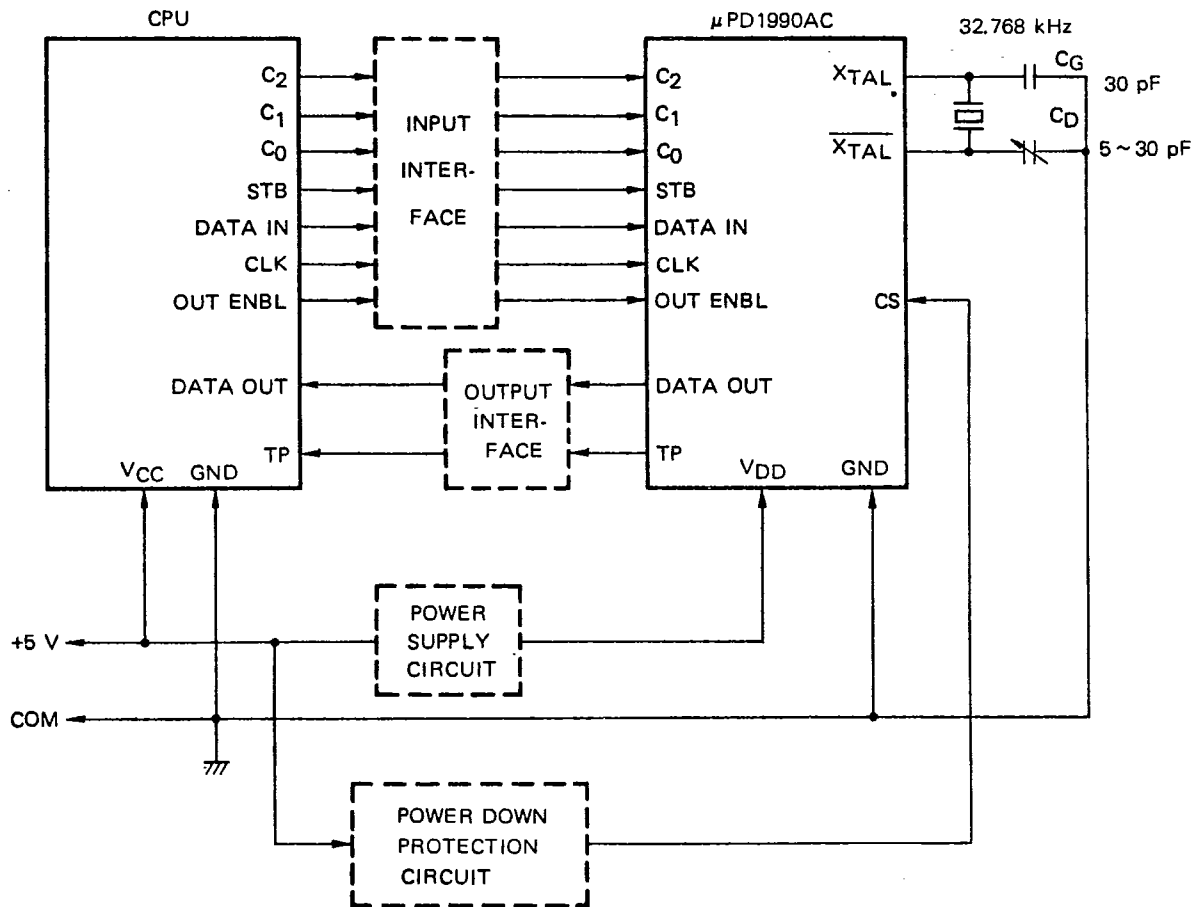 CPU
μPD1990AC
32.768 kHz
C2
C1
C0
STB
DATA IN
CLK
OUT ENBL
DATA OUT
TP
VCC
GND
INPUT
INTER-
FACE
OUTPUT
INTER-
FACE
C2
C1
C0
STB
DATA IN
CLK
OUT ENBL
DATA OUT
TP
VDD
GND
XTAL
XTAL
CS
CG
30 pF
CD
5 ~ 30 pF
+5 V
POWER
SUPPLY
CIRCUIT
COM
POWER DOWN
PROTECTION
CIRCUIT